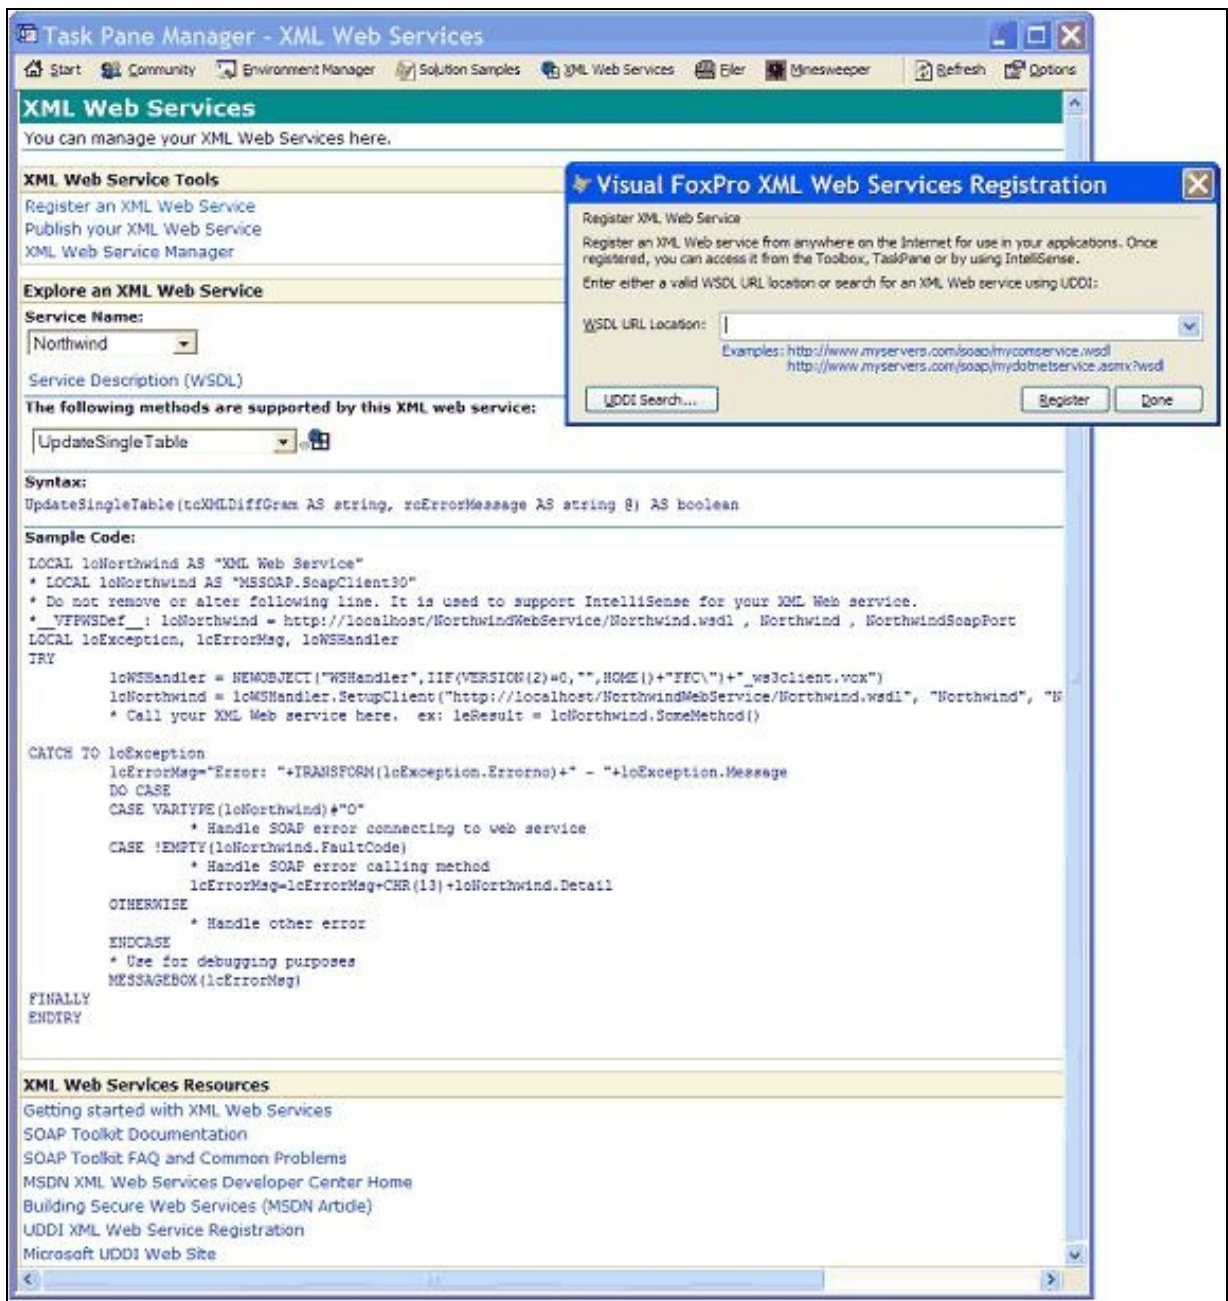 Task Pane Manager - XML Web Services
Start Community Environment Manager Solution Samples XML Web Services Filer Minesweeper Refresh Options
XML Web Services
You can manage your XML Web Services here.
XML Web Service Tools
Register an XML Web Service
Publish your XML Web Service
XML Web Service Manager
Explore an XML Web Service
Service Name:
Northwind
Service Description (WSDL)
The following methods are supported by this XML web service:
UpdateSingleTable
Visual FoxPro XML Web Services Registration
Register XML Web Service
Register an XML Web service from anywhere on the Internet for use in your applications. Once
registered, you can access it from the Toolbox, TaskPane or by using IntelliSense.
Enter either a valid WSDL URL location or search for an XML Web service using UDDI:
WSDL URL Location:
Examples: http://www.myservers.com/soap/mycomservice.wsdl
http://www.myservers.com/soap/mydotnetservice.asmx?wsdl
UDDI Search... Register Done
Syntax:
UpdateSingleTable(tcXMLDiffGram AS string, rcErrorMessage AS string @) AS boolean
Sample Code:
LOCAL loNorthwind AS "XML Web Service"
* LOCAL loNorthwind AS "MSSOAP.SoapClient30"
* Do not remove or alter following line. It is used to support IntelliSense for your XML Web service.
*__VFPWSDef__: loNorthwind = http://localhost/NorthwindWebService/Northwind.wsdl , Northwind , NorthwindSoapPort
LOCAL loException, lcErrorMsg, loWSHandler
TRY
loWSHandler = NEWOBJECT("WSHandler",IIF(VERSION(2)=0,"",HOME()+"FFC\")+"_ws3client.vcx")
loNorthwind = loWSHandler.SetupClient("http://localhost/NorthwindWebService/Northwind.wsdl", "Northwind", "N
* Call your XML Web service here. ex: leResult = loNorthwind.SomeMethod()
CATCH TO loException
lcErrorMsg="Error: "+TRANSFORM(loException.Errorno)+" - "+loException.Message
DO CASE
CASE VARTYPE(loNorthwind)#"O"
* Handle SOAP error connecting to web service
CASE !EMPTY(loNorthwind.FaultCode)
* Handle SOAP error calling method
lcErrorMsg=lcErrorMsg+CHR(13)+loNorthwind.Detail
OTHERWISE
* Handle other error
ENDCASE
* Use for debugging purposes
MESSAGEBOX(lcErrorMsg)
FINALLY
ENDTRY
XML Web Services Resources
Getting started with XML Web Services
SOAP Toolkit Documentation
SOAP Toolkit FAQ and Common Problems
MSDN XML Web Services Developer Center Home
Building Secure Web Services (MSDN Article)
UDDI XML Web Service Registration
Microsoft UDDI Web Site